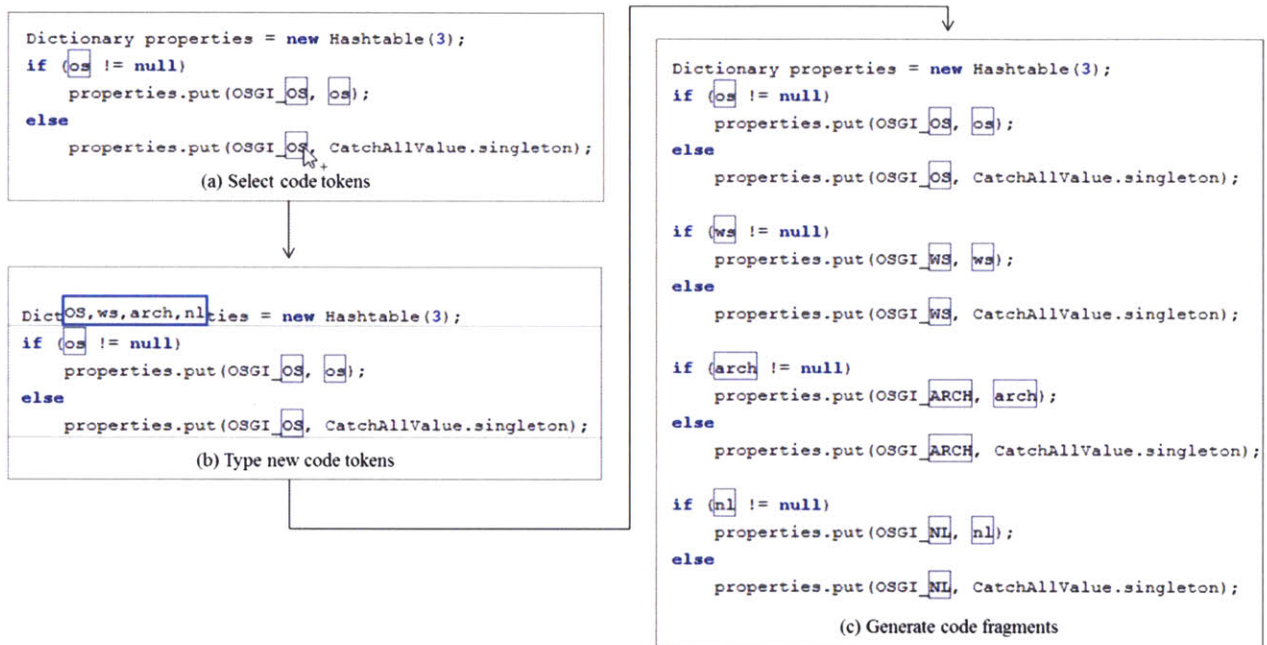 Dictionary properties = new Hashtable(3);
if (os != null)
properties.put(OSGI_OS, os);
else
properties.put(OSGI_OS, CatchAllValue.singleton);
(a) Select code tokens
Dict OS,ws,arch,nl ties = new Hashtable(3);
if (os != null)
properties.put(OSGI_OS, os);
else
properties.put(OSGI_OS, CatchAllValue.singleton);
(b) Type new code tokens
Dictionary properties = new Hashtable(3);
if (os != null)
properties.put(OSGI_OS, os);
else
properties.put(OSGI_OS, CatchAllValue.singleton);
if (ws != null)
properties.put(OSGI_WS, ws);
else
properties.put(OSGI_WS, CatchAllValue.singleton);
if (arch != null)
properties.put(OSGI_ARCH, arch);
else
properties.put(OSGI_ARCH, CatchAllValue.singleton);
if (nl != null)
properties.put(OSGI_NL, nl);
else
properties.put(OSGI_NL, CatchAllValue.singleton);
(c) Generate code fragments